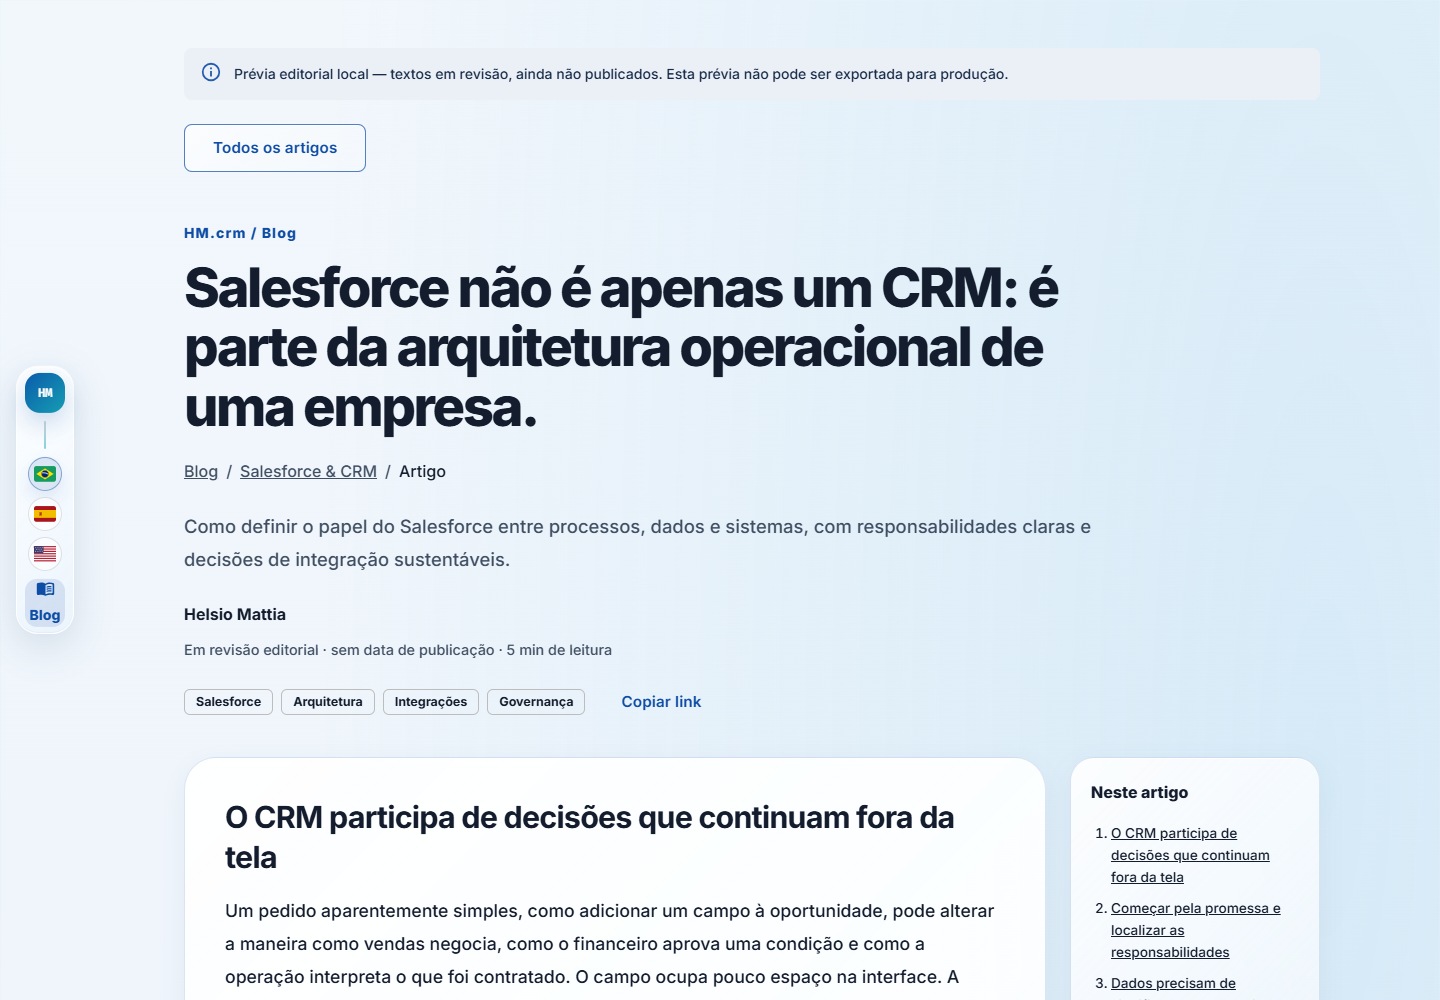 Prévia editorial local — textos em revisão, ainda não publicados. Esta prévia não pode ser exportada para produção.
Todos os artigos
HM.crm / Blog
Salesforce não é apenas um CRM: é
parte da arquitetura operacional de
uma empresa.
HM
Blog
Blog / Salesforce & CRM / Artigo
Como definir o papel do Salesforce entre processos, dados e sistemas, com responsabilidades claras e
decisões de integração sustentáveis.
Helsio Mattia
Em revisão editorial · sem data de publicação · 5 min de leitura
Salesforce
Arquitetura
Integrações
Governança
Copiar link
O CRM participa de decisões que continuam fora da
tela
Um pedido aparentemente simples, como adicionar um campo à oportunidade, pode alterar
a maneira como vendas negocia, como o financeiro aprova uma condição e como a
operação interpreta o que foi contratado. O campo ocupa pouco espaço na interface. A
Neste artigo
1. O CRM participa de
decisões que continuam
fora da tela
2. Começar pela promessa e
localizar as
responsabilidades
3. Dados precisam de